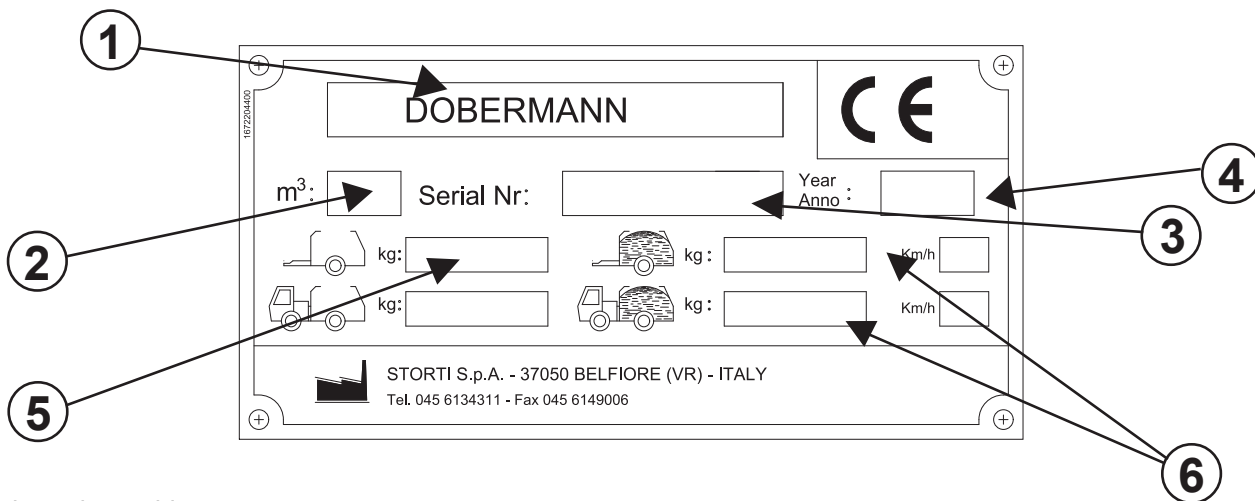 1
1672204400
DOBERMANN
CE
m³: Serial Nr: Year Anno :
4
2
3
kg: kg: Km/h
kg: kg: Km/h
5
STORTI S.p.A. - 37050 BELFIORE (VR) - ITALY
Tel. 045 6134311 - Fax 045 6149006
6